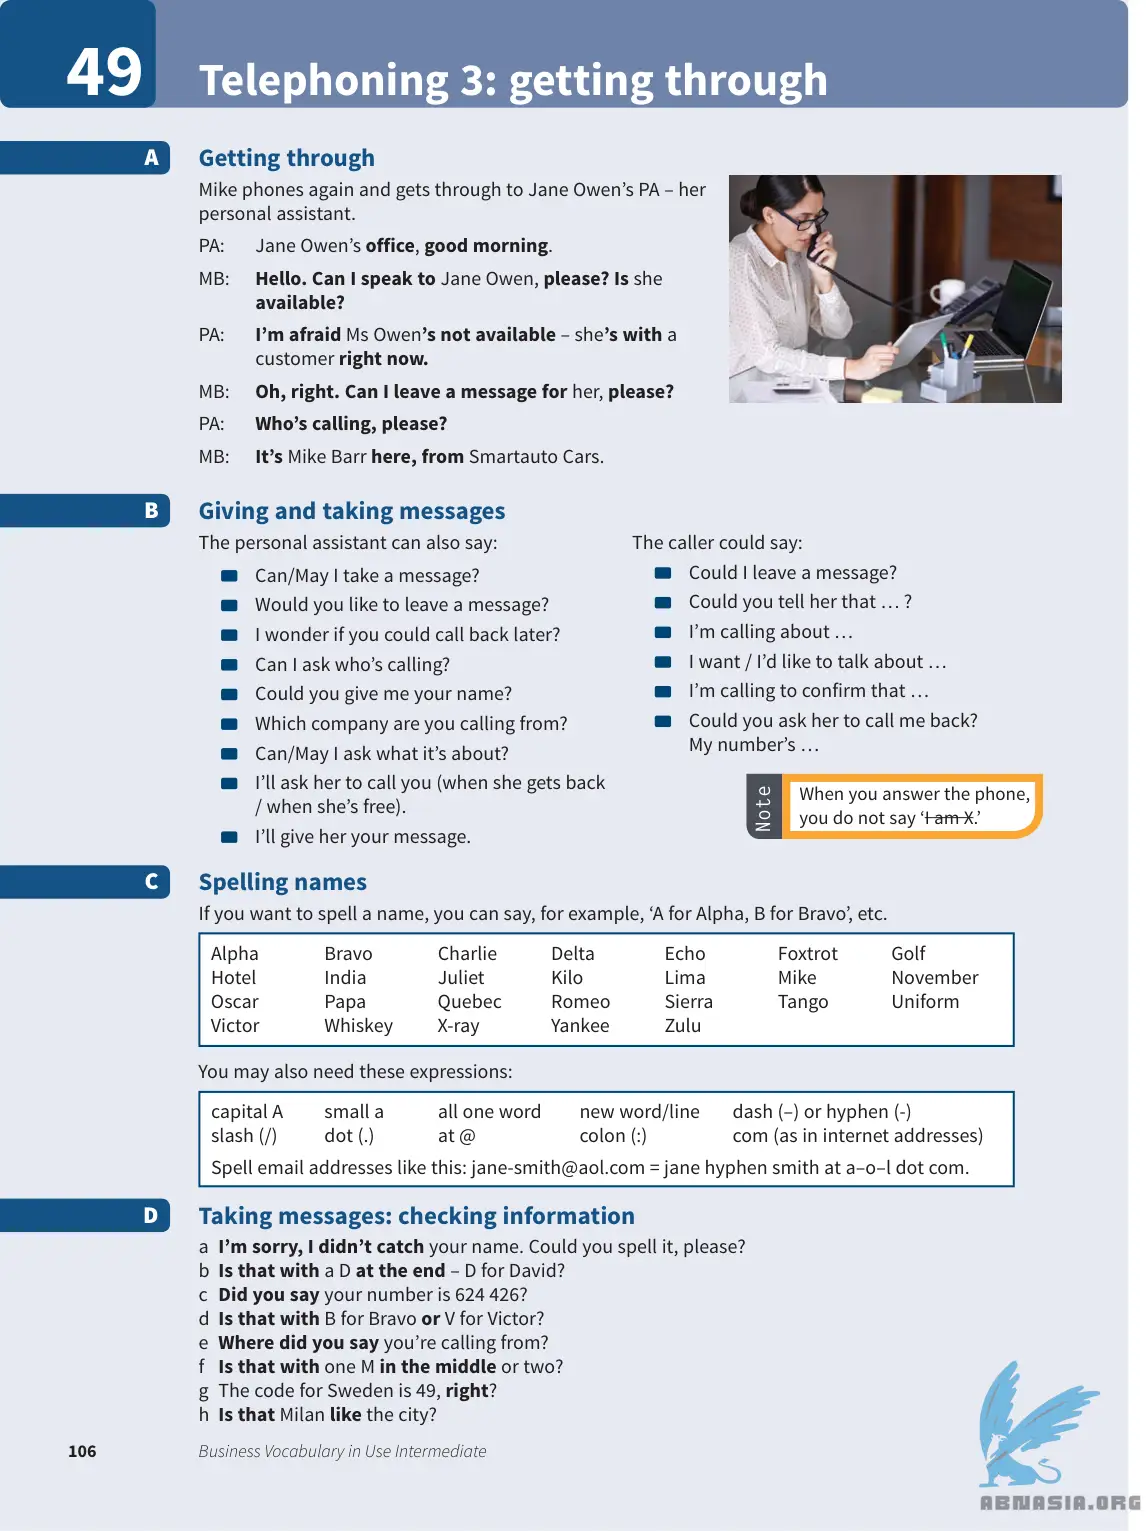 49
Telephoning 3: getting through
A
Getting through
Mike phones again and gets through to Jane Owen's PA – her
personal assistant.
PA: Jane Owen's office, good morning.
MB: Hello. Can I speak to Jane Owen, please? Is she
available?
PA: I'm afraid Ms Owen's not available – she's with a
customer right now.
MB: Oh, right. Can I leave a message for her, please?
PA: Who's calling, please?
MB: It's Mike Barr here, from Smartauto Cars.
B
Giving and taking messages
The personal assistant can also say:
Can/May I take a message?
Would you like to leave a message?
I wonder if you could call back later?
Can I ask who's calling?
Could you give me your name?
Which company are you calling from?
Can/May I ask what it's about?
I'll ask her to call you (when she gets back
/ when she's free).
I'll give her your message.
The caller could say:
Could I leave a message?
Could you tell her that … ?
I'm calling about …
I want / I'd like to talk about …
I'm calling to confirm that …
Could you ask her to call me back?
My number's …
Note
When you answer the phone,
you do not say 'I am X.'
C
Spelling names
If you want to spell a name, you can say, for example, 'A for Alpha, B for Bravo', etc.
Alpha Bravo Charlie Delta Echo Foxtrot Golf
Hotel India Juliet Kilo Lima Mike November
Oscar Papa Quebec Romeo Sierra Tango Uniform
Victor Whiskey X-ray Yankee Zulu
You may also need these expressions:
capital A small a all one word new word/line dash (–) or hyphen (-)
slash (/) dot (.) at @ colon (:) com (as in internet addresses)
Spell email addresses like this: jane-smith@aol.com = jane hyphen smith at a–o–l dot com.
D
Taking messages: checking information
a I'm sorry, I didn't catch your name. Could you spell it, please?
b Is that with a D at the end – D for David?
c Did you say your number is 624 426?
d Is that with B for Bravo or V for Victor?
e Where did you say you're calling from?
f Is that with one M in the middle or two?
g The code for Sweden is 49, right?
h Is that Milan like the city?
106
Business Vocabulary in Use Intermediate
ABNASIA.ORG